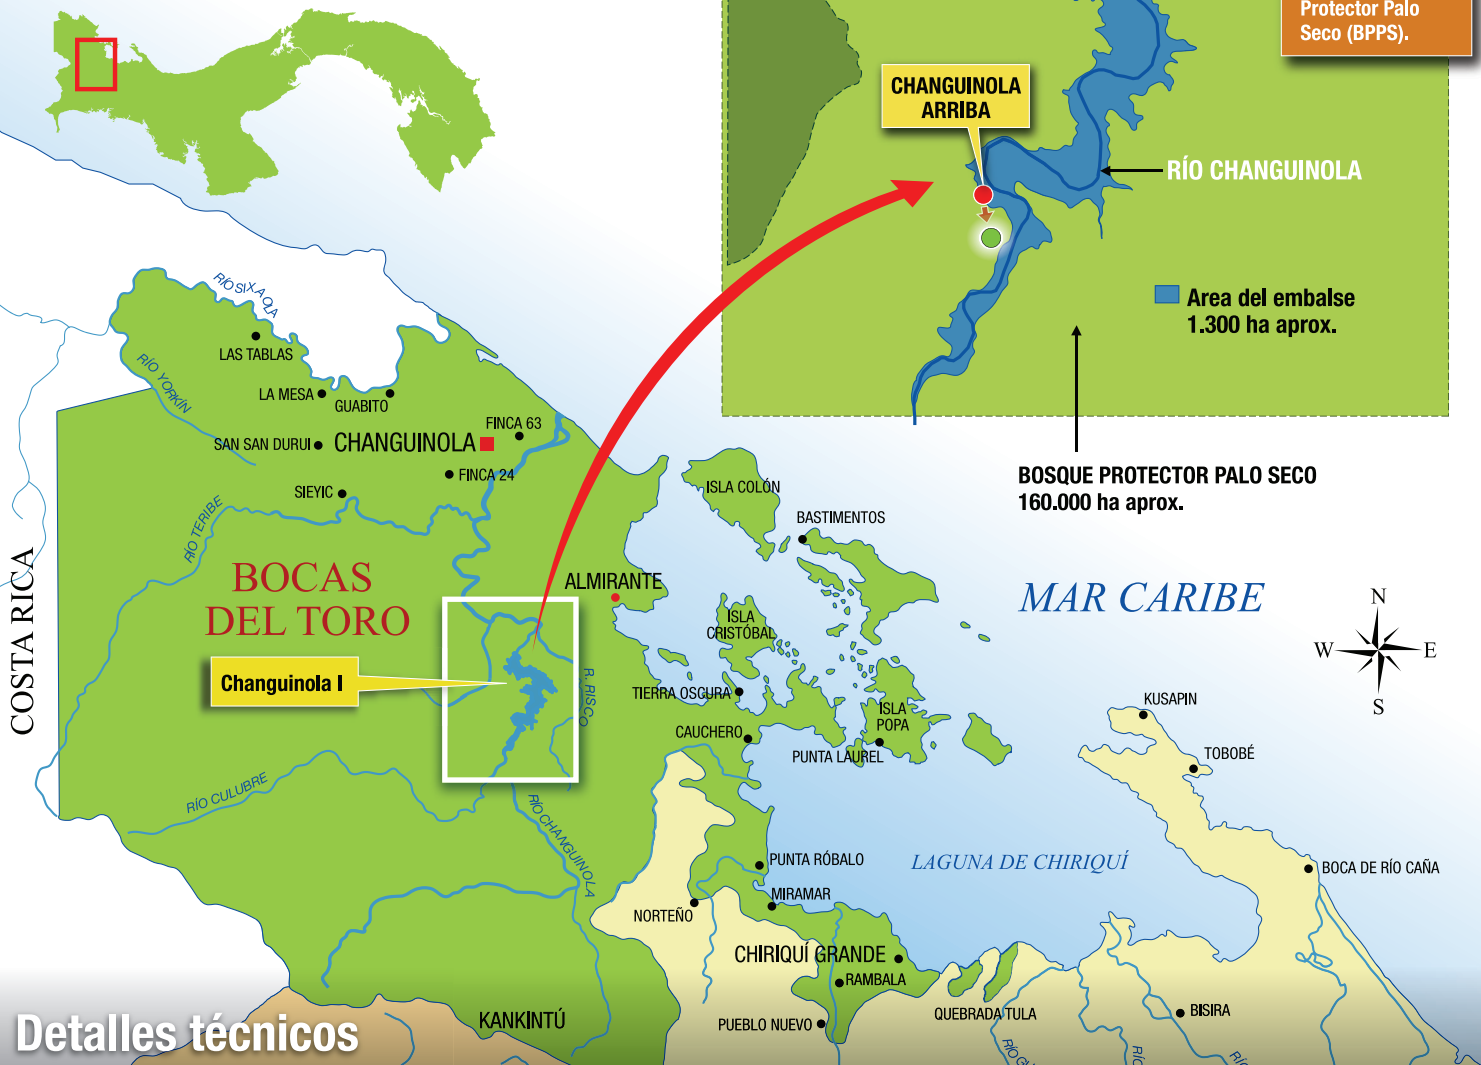 Protector Palo
Seco (BPPS).
CHANGUINOLA
ARRIBA
RÍO CHANGUINOLA
Area del embalse
1.300 ha aprox.
BOSQUE PROTECTOR PALO SECO
160.000 ha aprox.
RÍO SIXAOLA
LAS TABLAS
RÍO YORKÍN
LA MESA
GUABITO
FINCA 63
SAN SAN DURUI
CHANGUINOLA
FINCA 24
SIEYIC
RÍO TERIBE
ISLA COLÓN
BASTIMENTOS
COSTA RICA
BOCAS
DEL TORO
ALMIRANTE
MAR CARIBE
N
W
E
S
ISLA
CRISTÓBAL
Changuinola I
R. RISCO
TIERRA OSCURA
ISLA
POPA
KUSAPIN
CAUCHERO
PUNTA LAUREL
TOBOBÉ
RÍO CULUBRE
RÍO CHANGUINOLA
PUNTA RÓBALO
LAGUNA DE CHIRIQUÍ
BOCA DE RÍO CAÑA
MIRAMAR
NORTEÑO
CHIRIQUÍ GRANDE
RAMBALA
KANKINTÚ
PUEBLO NUEVO
QUEBRADA TULA
BISIRA
RÍO
RÍO
Detalles técnicos